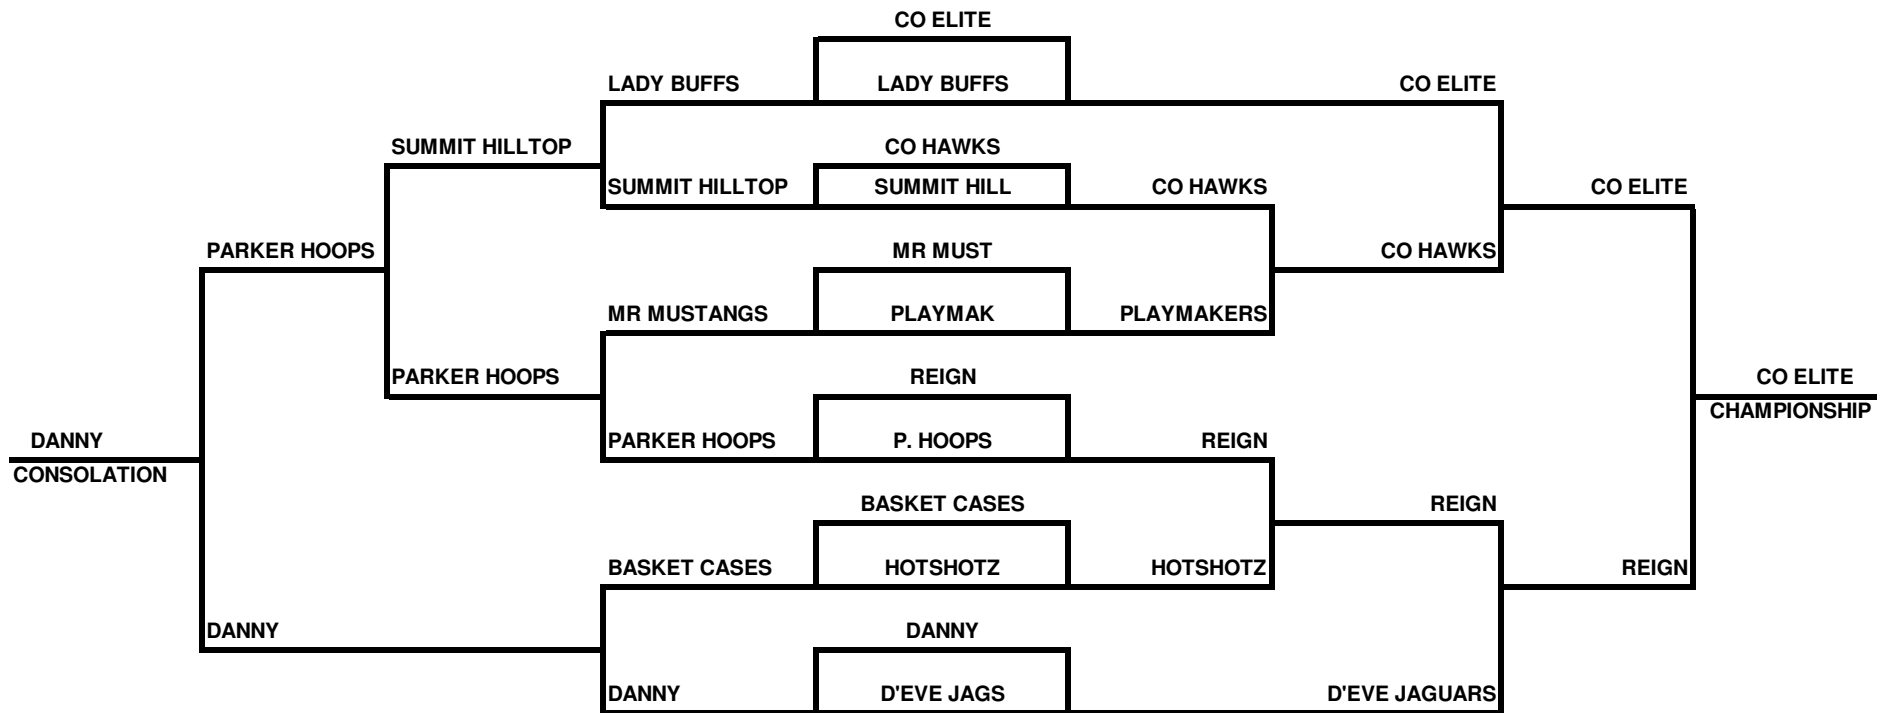 CO ELITE
LADY BUFFS LADY BUFFS CO ELITE
SUMMIT HILLTOP CO HAWKS
SUMMIT HILLTOP SUMMIT HILL CO HAWKS CO ELITE
PARKER HOOPS MR MUST CO HAWKS
MR MUSTANGS PLAYMAK PLAYMAKERS
PARKER HOOPS REIGN CO ELITE
CHAMPIONSHIP
DANNY PARKER HOOPS P. HOOPS REIGN
CONSOLATION
BASKET CASES REIGN
BASKET CASES HOTSHOTZ HOTSHOTZ REIGN
DANNY DANNY
DANNY D'EVE JAGS D'EVE JAGUARS